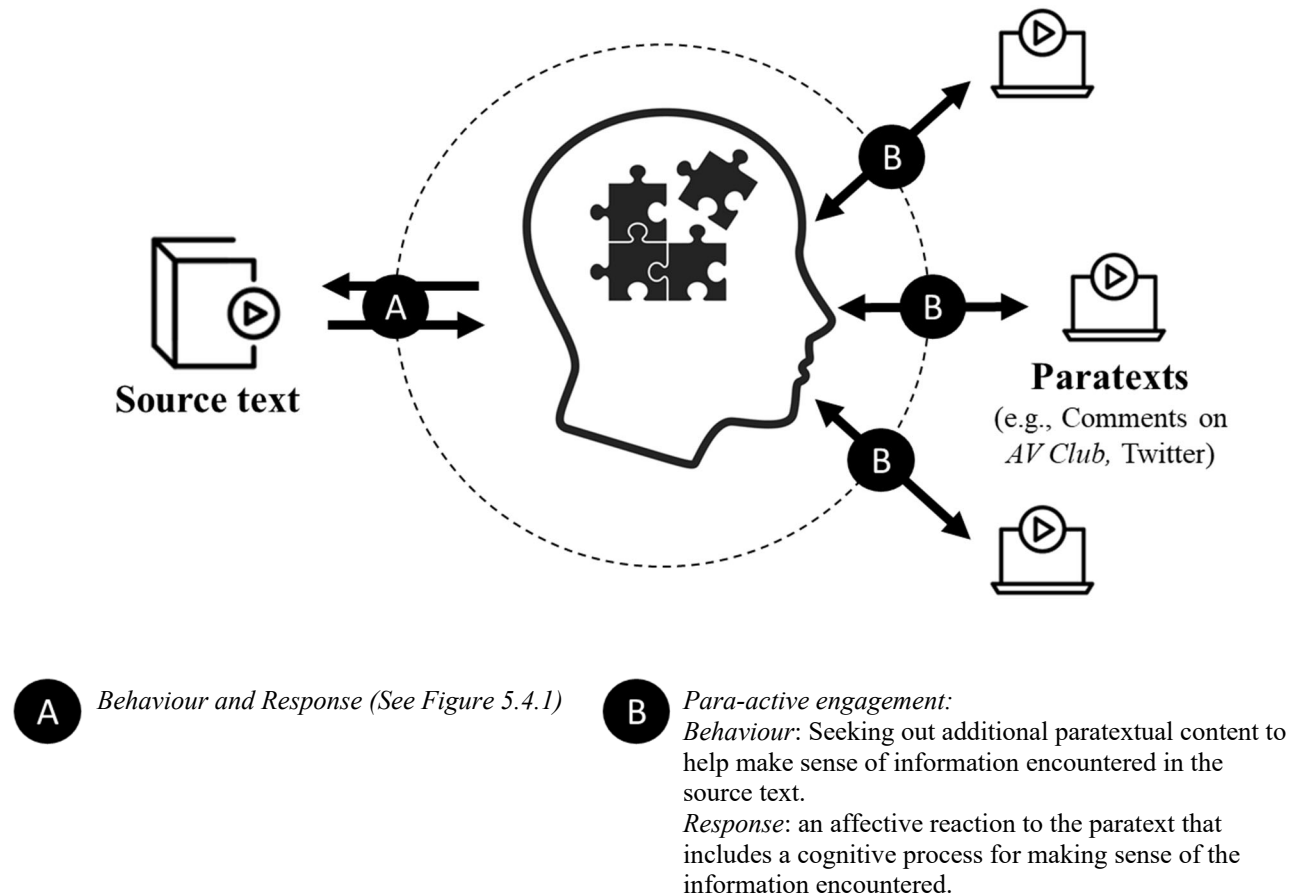 B
A
B
B
Source text
Paratexts
(e.g., Comments on
AV Club, Twitter)
A
Behaviour and Response (See Figure 5.4.1)
B
Para-active engagement:
Behaviour: Seeking out additional paratextual content to
help make sense of information encountered in the
source text.
Response: an affective reaction to the paratext that
includes a cognitive process for making sense of the
information encountered.